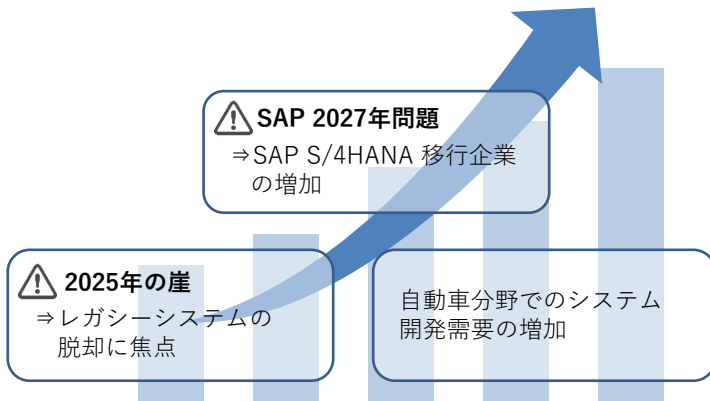 SAP 2027年問題
⇒SAP S/4HANA 移行企業
の増加
2025年の崖
⇒レガシーシステムの
脱却に焦点
自動車分野でのシステム
開発需要の増加